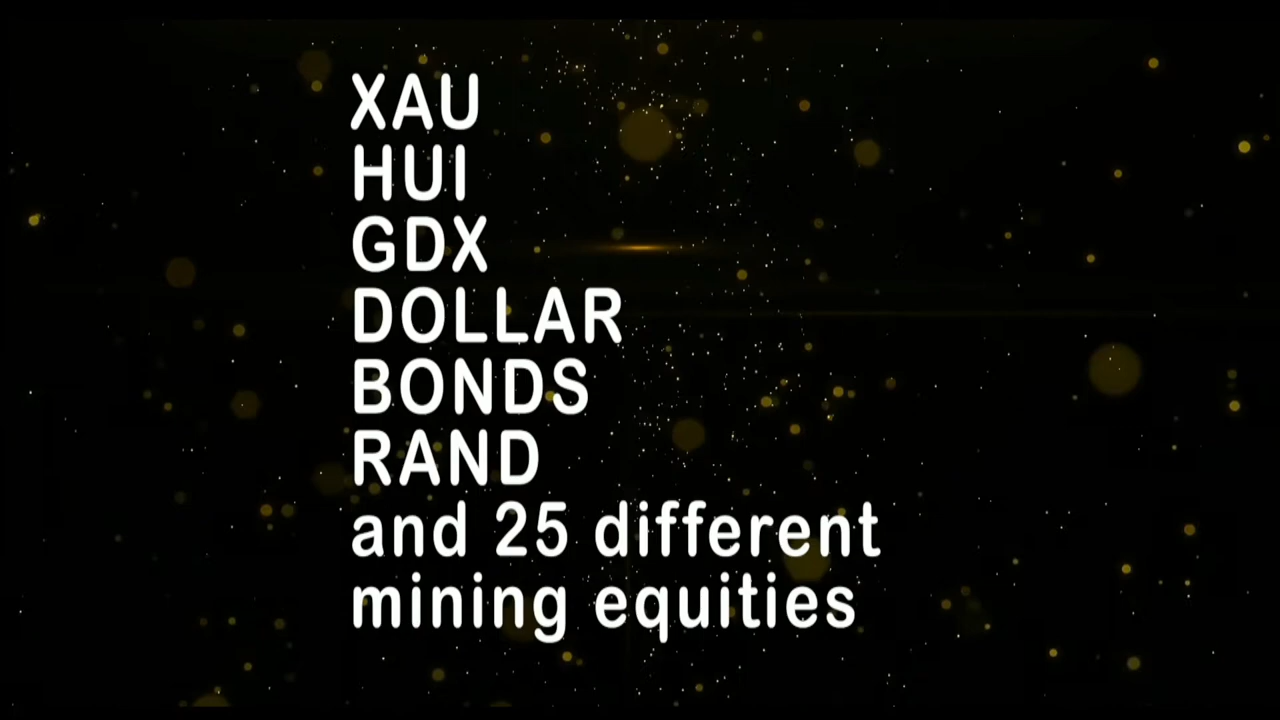 XAU
HUI
GDX
DOLLAR
BONDS
RAND
and 25 different
mining equities